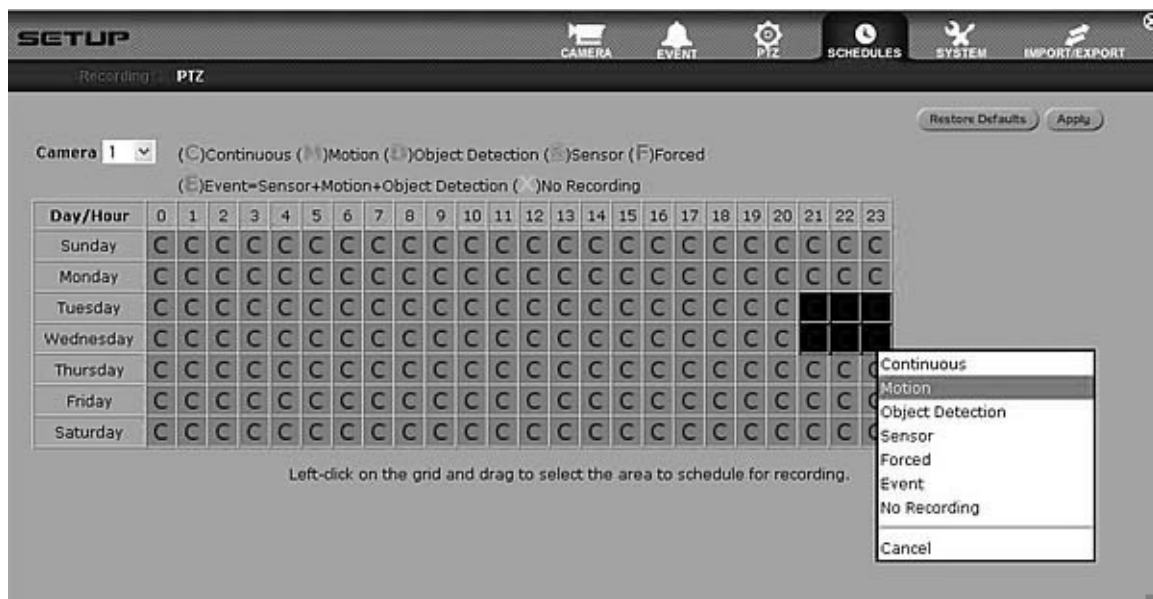 SETUP
CAMERA EVENT PTZ SCHEDULES SYSTEM IMPORT/EXPORT
Recording PTZ
Restore Defaults Apply
Camera 1 (C)Continuous (M)Motion (D)Object Detection (S)Sensor (F)Forced
(E)Event=Sensor+Motion+Object Detection (X)No Recording
Day/Hour 0 1 2 3 4 5 6 7 8 9 10 11 12 13 14 15 16 17 18 19 20 21 22 23
Sunday C C C C C C C C C C C C C C C C C C C C C C C C
Monday C C C C C C C C C C C C C C C C C C C C C C C C
Tuesday C C C C C C C C C C C C C C C C C C C C C C C C
Wednesday C C C C C C C C C C C C C C C C C C C C C C C C
Thursday C C C C C C C C C C C C C C C C C C C C C C C C
Friday C C C C C C C C C C C C C C C C C C C C C C C C
Saturday C C C C C C C C C C C C C C C C C C C C C C C C
Left-click on the grid and drag to select the area to schedule for recording.
Continuous
Motion
Object Detection
Sensor
Forced
Event
No Recording
Cancel